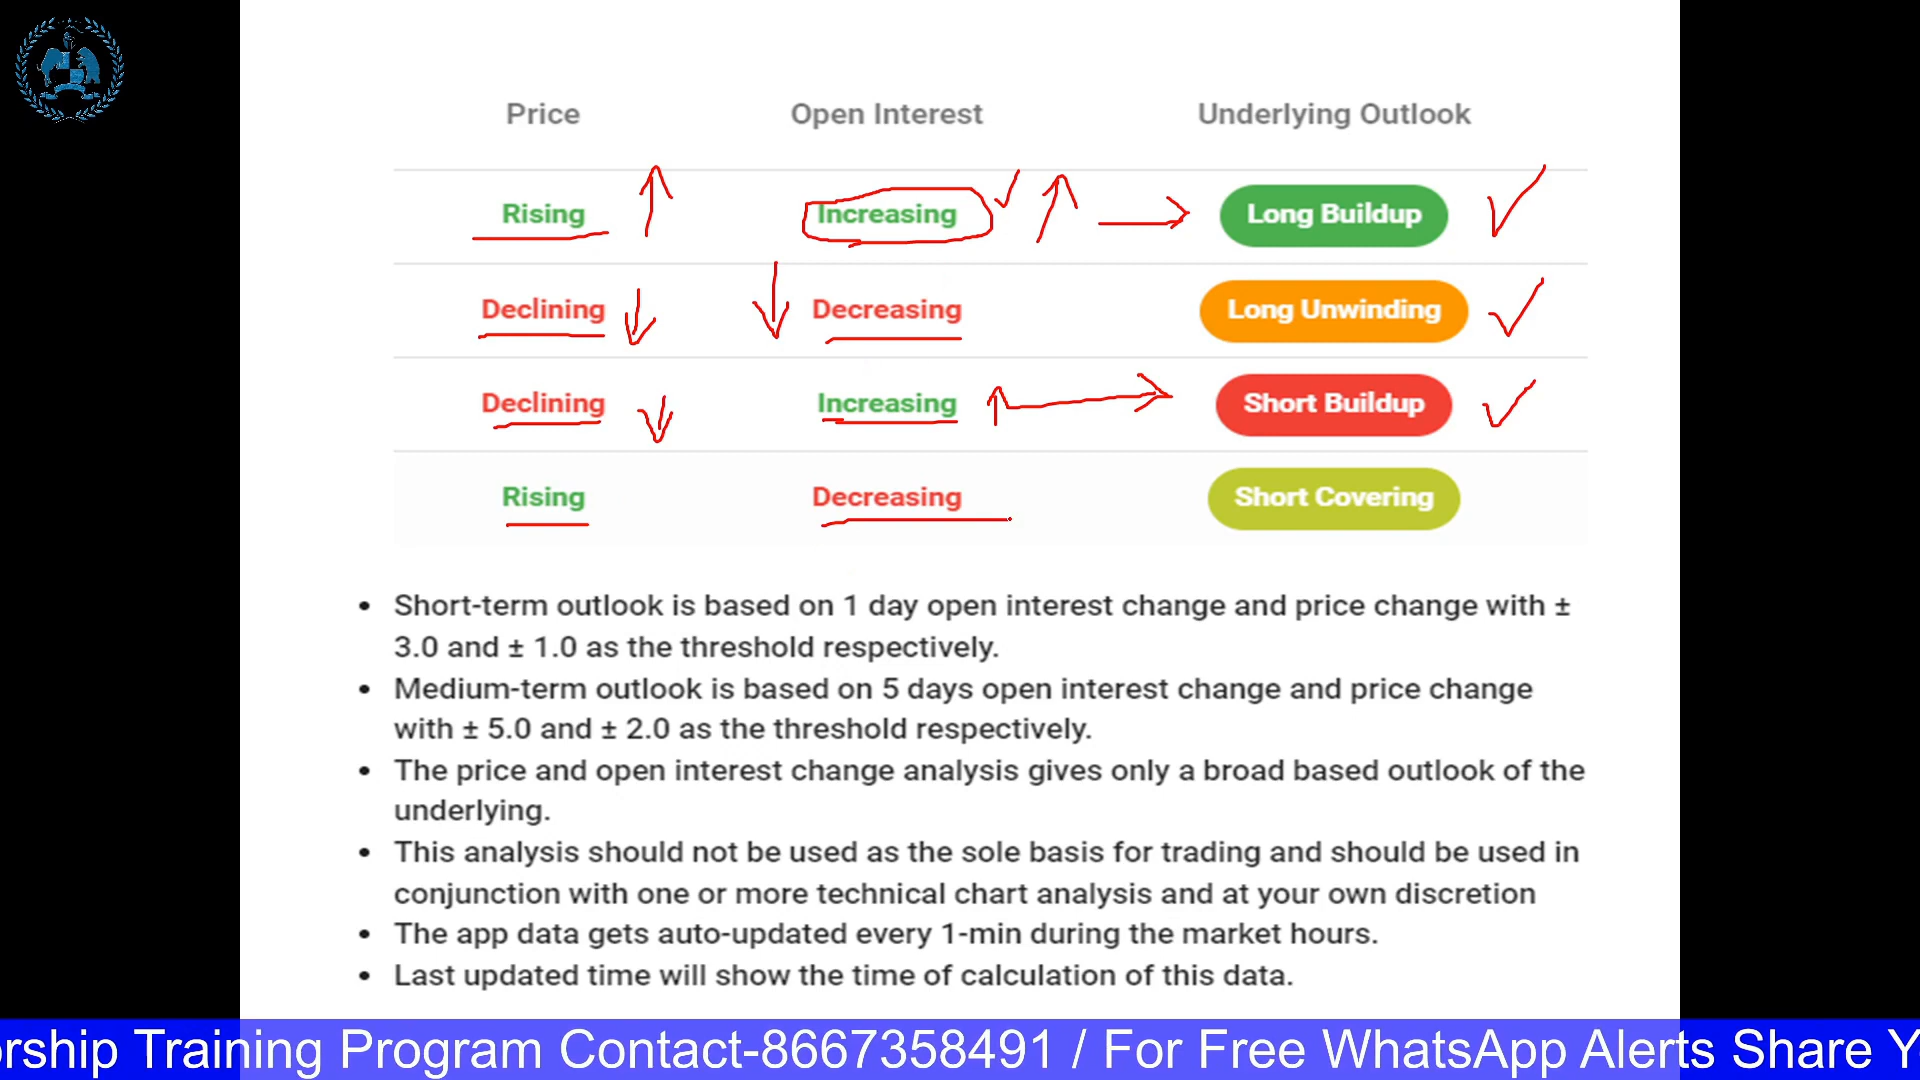 Price Open Interest Underlying Outlook
Rising Increasing Long Buildup
Declining Decreasing Long Unwinding
Declining Increasing Short Buildup
Rising Decreasing Short Covering
• Short-term outlook is based on 1 day open interest change and price change with ±
3.0 and ± 1.0 as the threshold respectively.
• Medium-term outlook is based on 5 days open interest change and price change
with ± 5.0 and ± 2.0 as the threshold respectively.
• The price and open interest change analysis gives only a broad based outlook of the
underlying.
• This analysis should not be used as the sole basis for trading and should be used in
conjunction with one or more technical chart analysis and at your own discretion
• The app data gets auto-updated every 1-min during the market hours.
• Last updated time will show the time of calculation of this data.
orship Training Program Contact-8667358491 / For Free WhatsApp Alerts Share Y